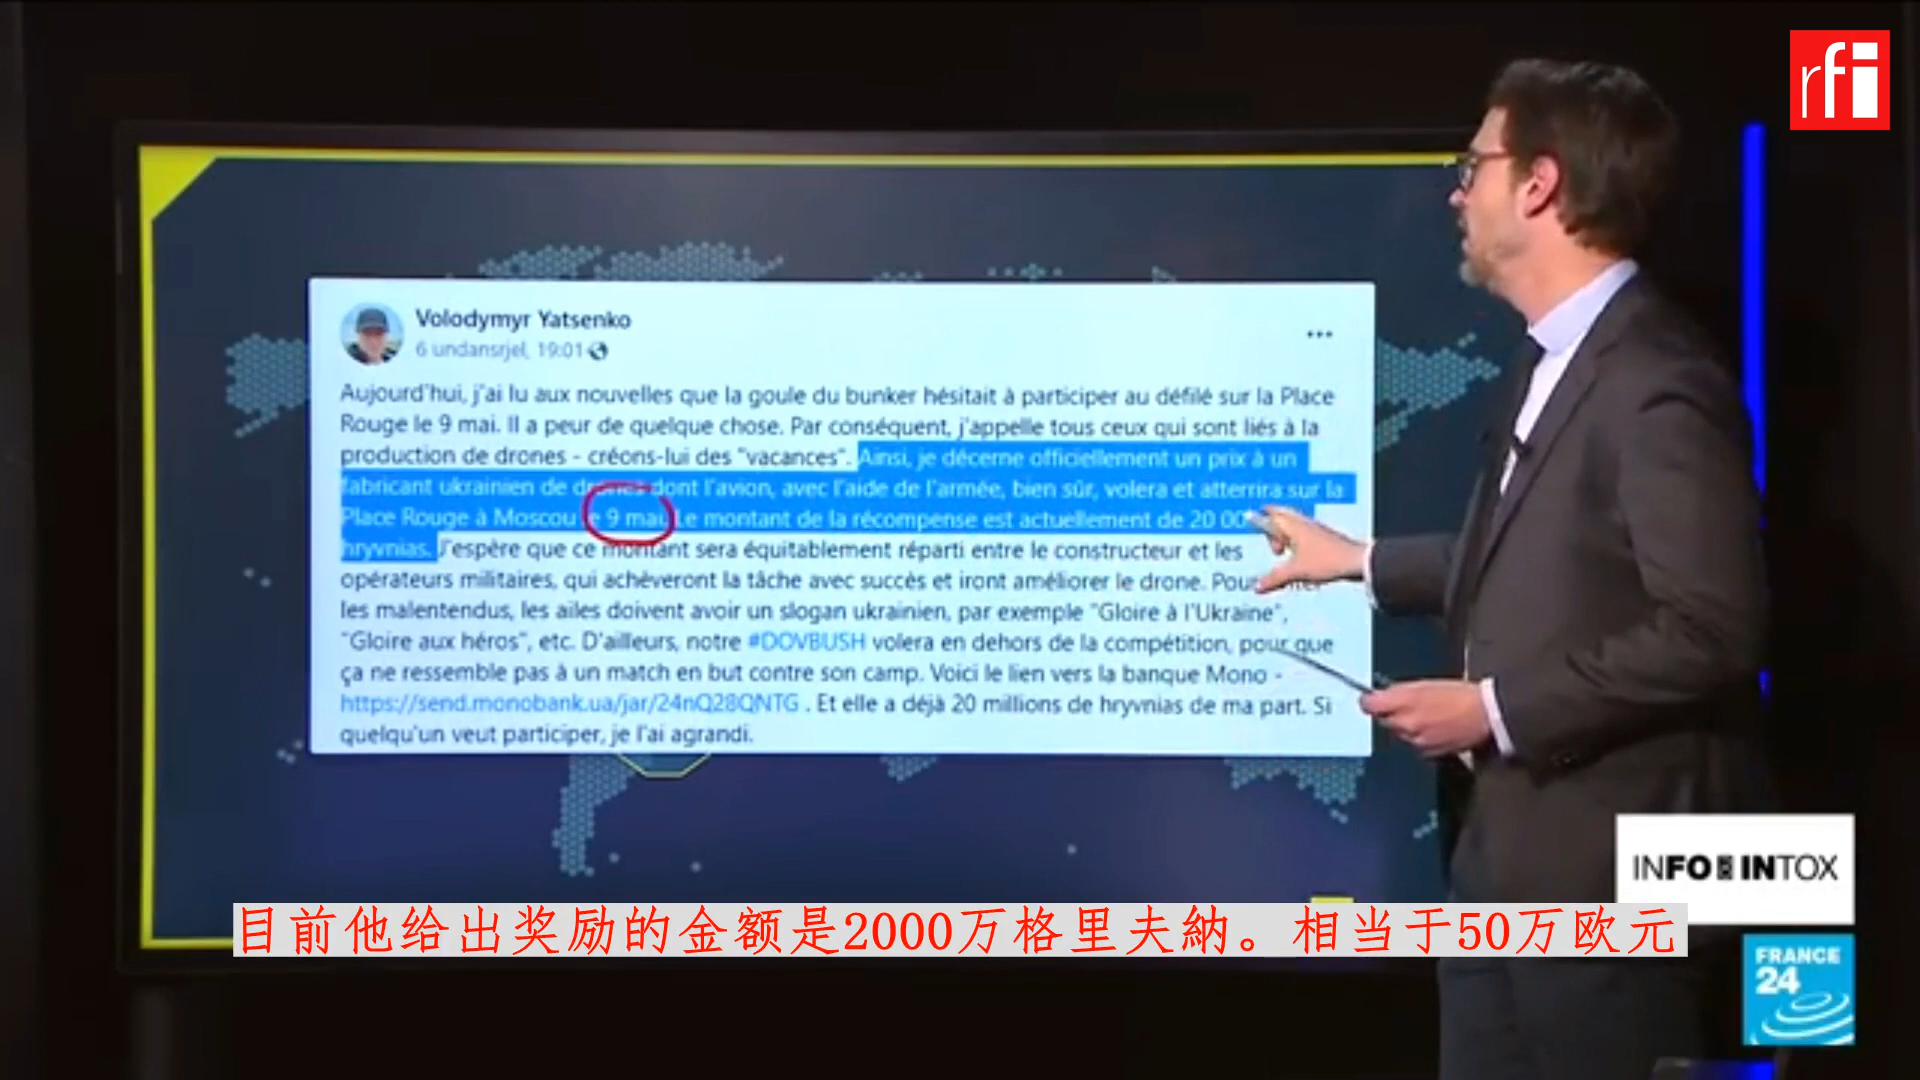 rfi
Volodymyr Yatsenko
6 undansrjel, 19:01
Aujourd'hui, j'ai lu aux nouvelles que la goule du bunker hésitait à participer au défilé sur la Place
Rouge le 9 mai. Il a peur de quelque chose. Par conséquent, j'appelle tous ceux qui sont liés à la
production de drones - créons-lui des "vacances". Ainsi, je décerne officiellement un prix à un
fabricant ukrainien de drones dont l'avion, avec l'aide de l'armée, bien sûr, volera et atterrira sur la
Place Rouge à Moscou le 9 mai. Le montant de la récompense est actuellement de 20 00
hryvnias. J'espère que ce montant sera équitablement réparti entre le constructeur et les
opérateurs militaires, qui achèveront la tâche avec succès et iront améliorer le drone. Pour
les malentendus, les ailes doivent avoir un slogan ukrainien, par exemple "Gloire à l'Ukraine",
"Gloire aux héros", etc. D'ailleurs, notre #DOVBUSH volera en dehors de la compétition, pour que
ça ne ressemble pas à un match en but contre son camp. Voici le lien vers la banque Mono -
https://send.monobank.ua/jar/24nQ28QNTG . Et elle a déjà 20 millions de hryvnias de ma part. Si
quelqu'un veut participer, je l'ai agrandi.
INFO INTOX
目前他给出奖励的金额是2000万格里夫納。相当于50万欧元
FRANCE
24